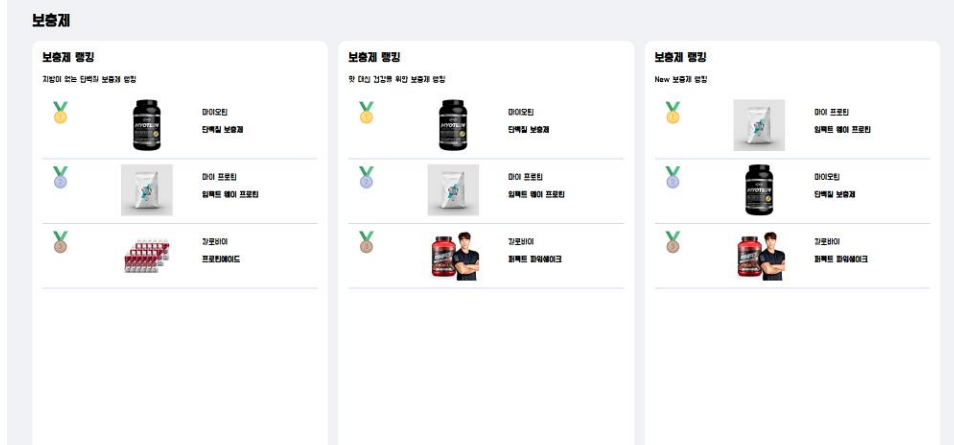 보충제
보충제 랭킹
지방이 없는 단백질 보충제 랭킹
마이오틴
단백질 보충제
마이 프로틴
임팩트 웨이 프로틴
칼로바이
프로틴에이드
보충제 랭킹
맛 대신 건강을 위한 보충제 랭킹
마이오틴
단백질 보충제
마이 프로틴
임팩트 웨이 프로틴
칼로바이
퍼펙트 파워쉐이크
보충제 랭킹
New 보충제 랭킹
마이 프로틴
임팩트 웨이 프로틴
마이오틴
단백질 보충제
칼로바이
퍼펙트 파워쉐이크